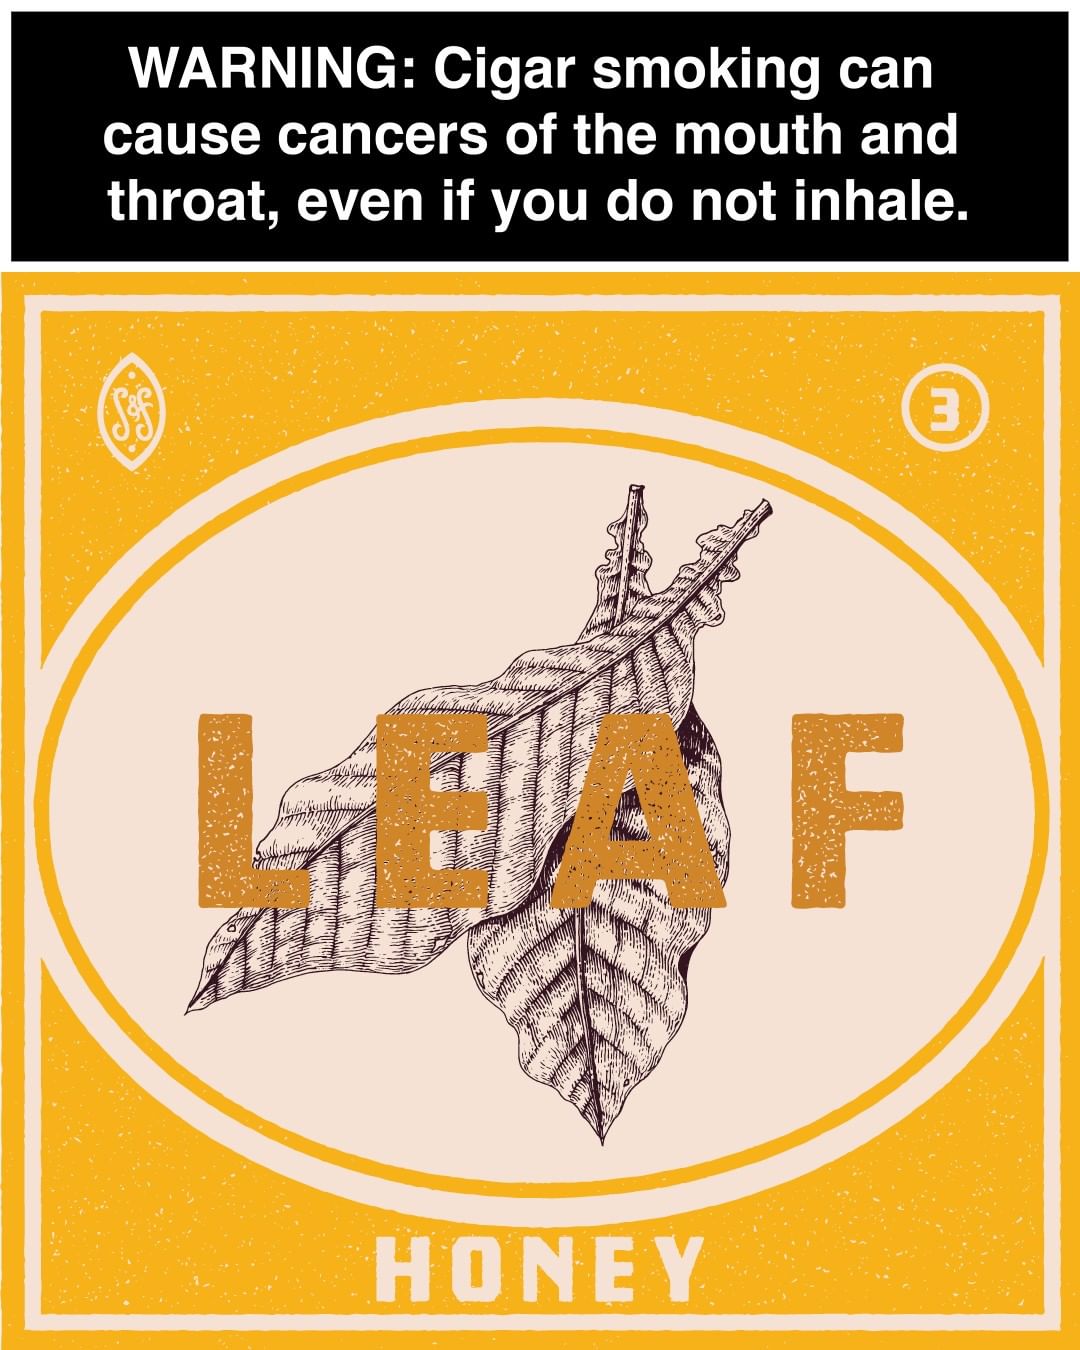 WARNING: Cigar smoking can
cause cancers of the mouth and
throat, even if you do not inhale.
S&F
3
LEAF
HONEY